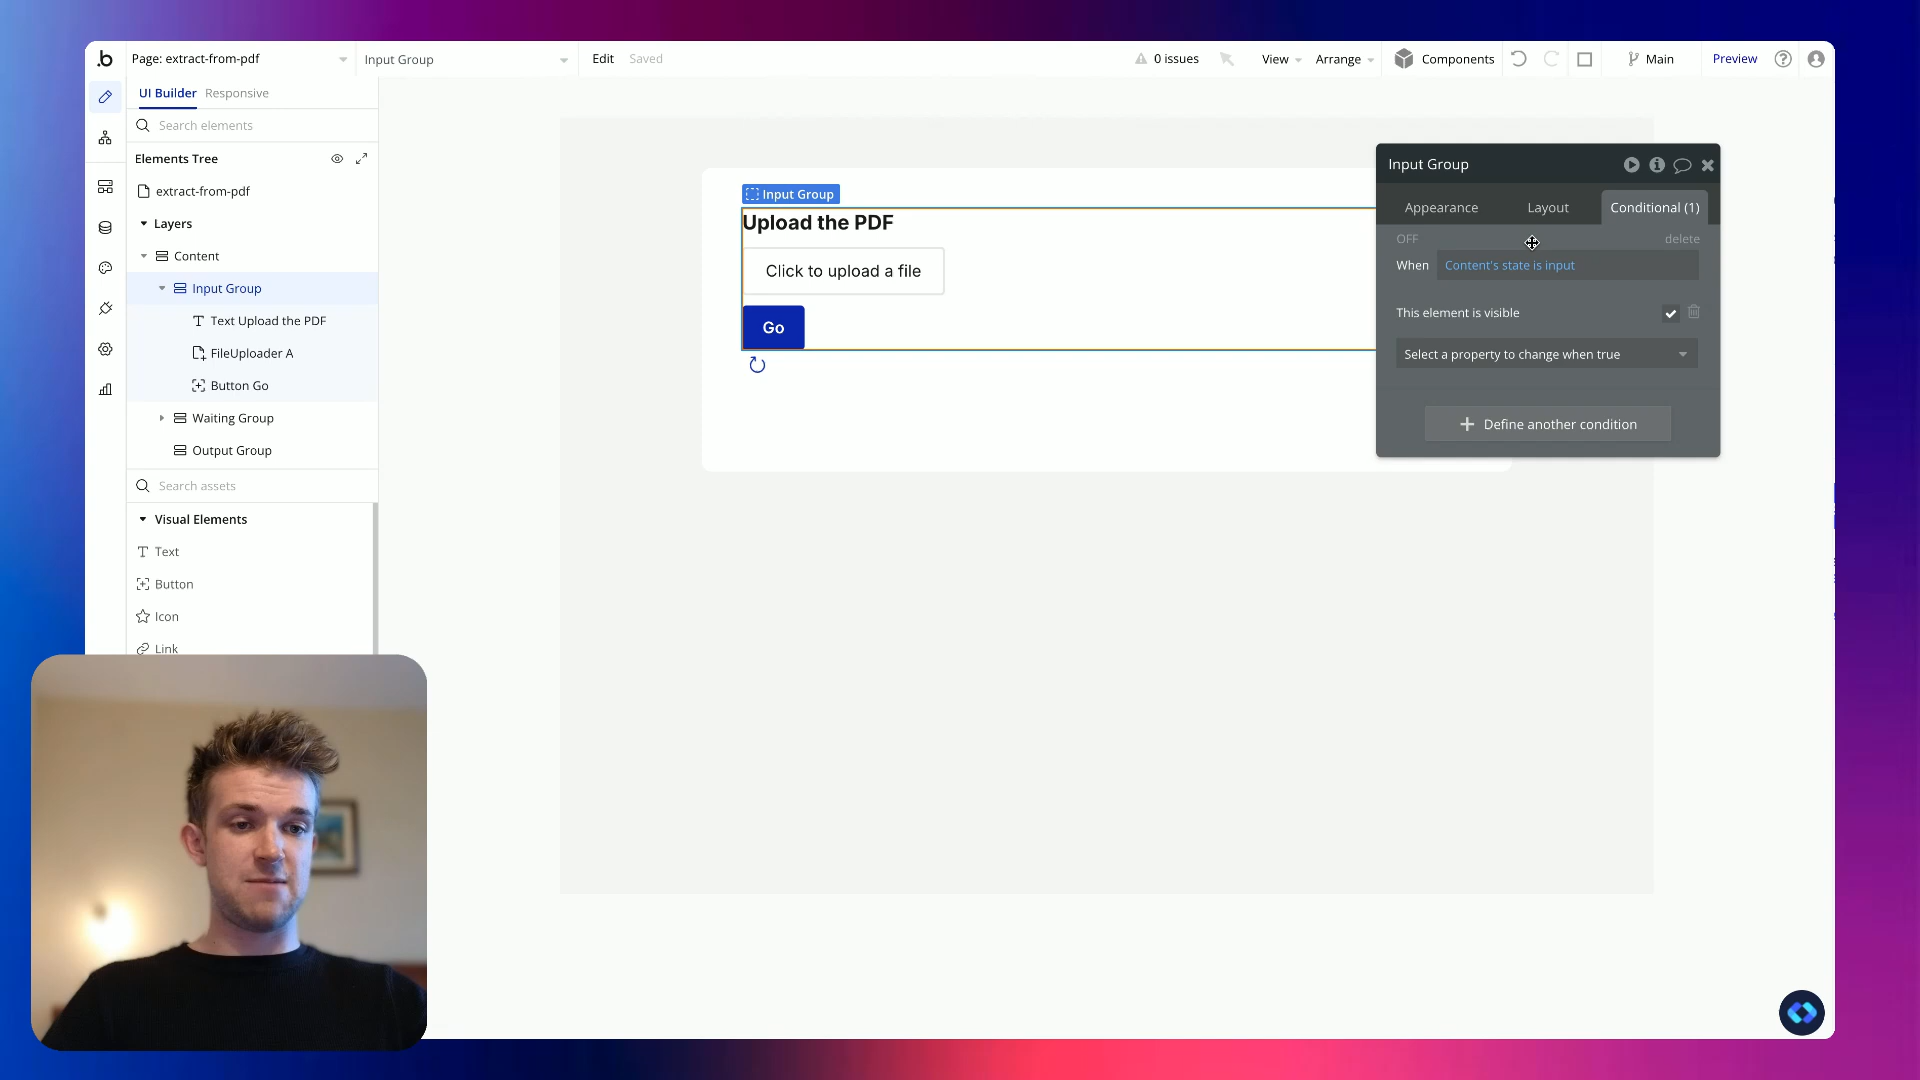 .b
Page: extract-from-pdf
Input Group
Edit
Saved
0 issues
View
Arrange
Components
Main
Preview
UI Builder
Responsive
Search elements
Elements Tree
extract-from-pdf
Layers
Content
Input Group
Text Upload the PDF
FileUploader A
Button Go
Waiting Group
Output Group
Search assets
Visual Elements
Text
Button
Icon
Link
Input Group
Upload the PDF
Click to upload a file
Go
Input Group
Appearance
Layout
Conditional (1)
OFF
delete
When
Content's state is input
This element is visible
Select a property to change when true
Define another condition